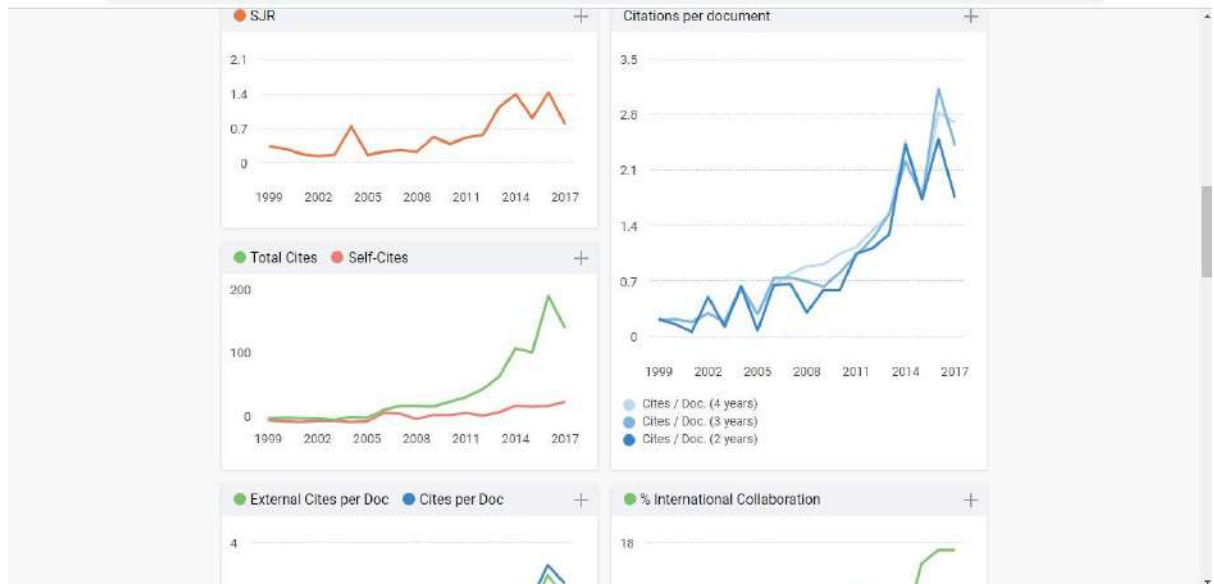 SJR
2.1
1.4
0.7
0
1999 2002 2005 2008 2011 2014 2017
Citations per document
3.5
2.8
2.1
1.4
0.7
0
1999 2002 2005 2008 2011 2014 2017
Cites / Doc. (4 years)
Cites / Doc. (3 years)
Cites / Doc. (2 years)
Total Cites Self-Cites
200
100
0
1999 2002 2005 2008 2011 2014 2017
External Cites per Doc Cites per Doc
4
% International Collaboration
18